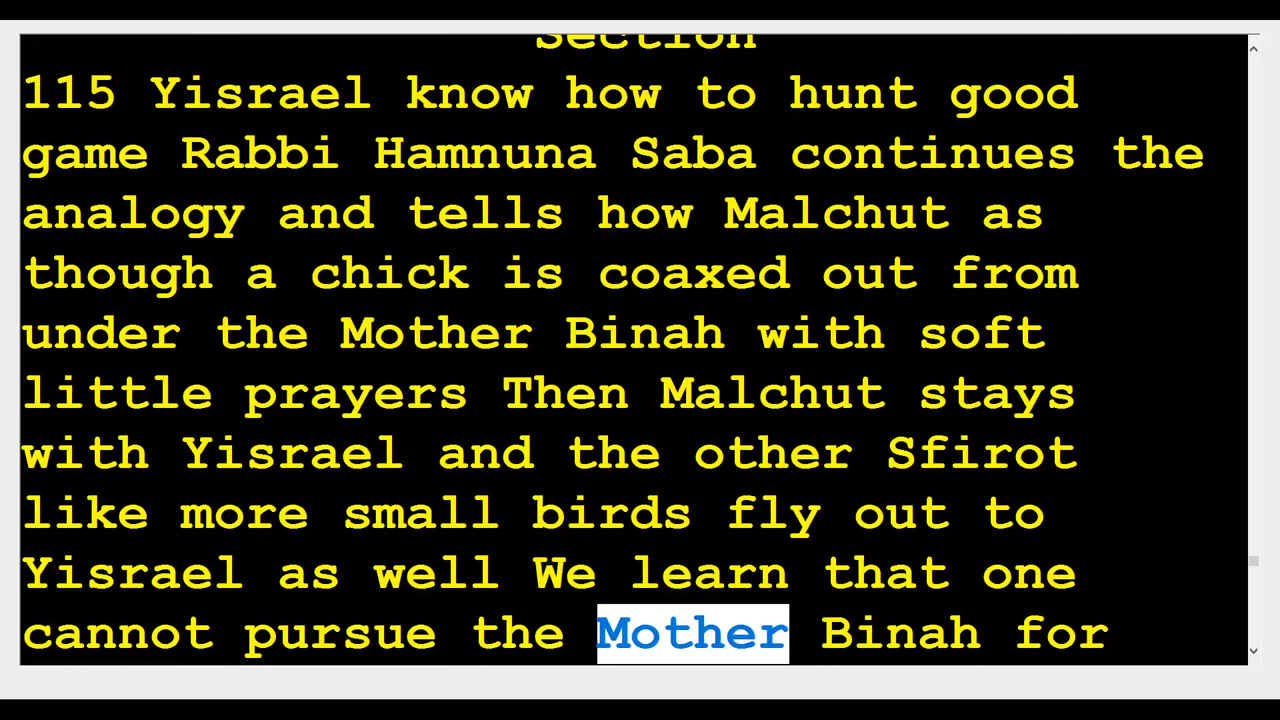 Section
115 Yisrael know how to hunt good
game Rabbi Hamnuna Saba continues the
analogy and tells how Malchut as
though a chick is coaxed out from
under the Mother Binah with soft
little prayers Then Malchut stays
with Yisrael and the other Sfirot
like more small birds fly out to
Yisrael as well We learn that one
cannot pursue the Mother Binah for